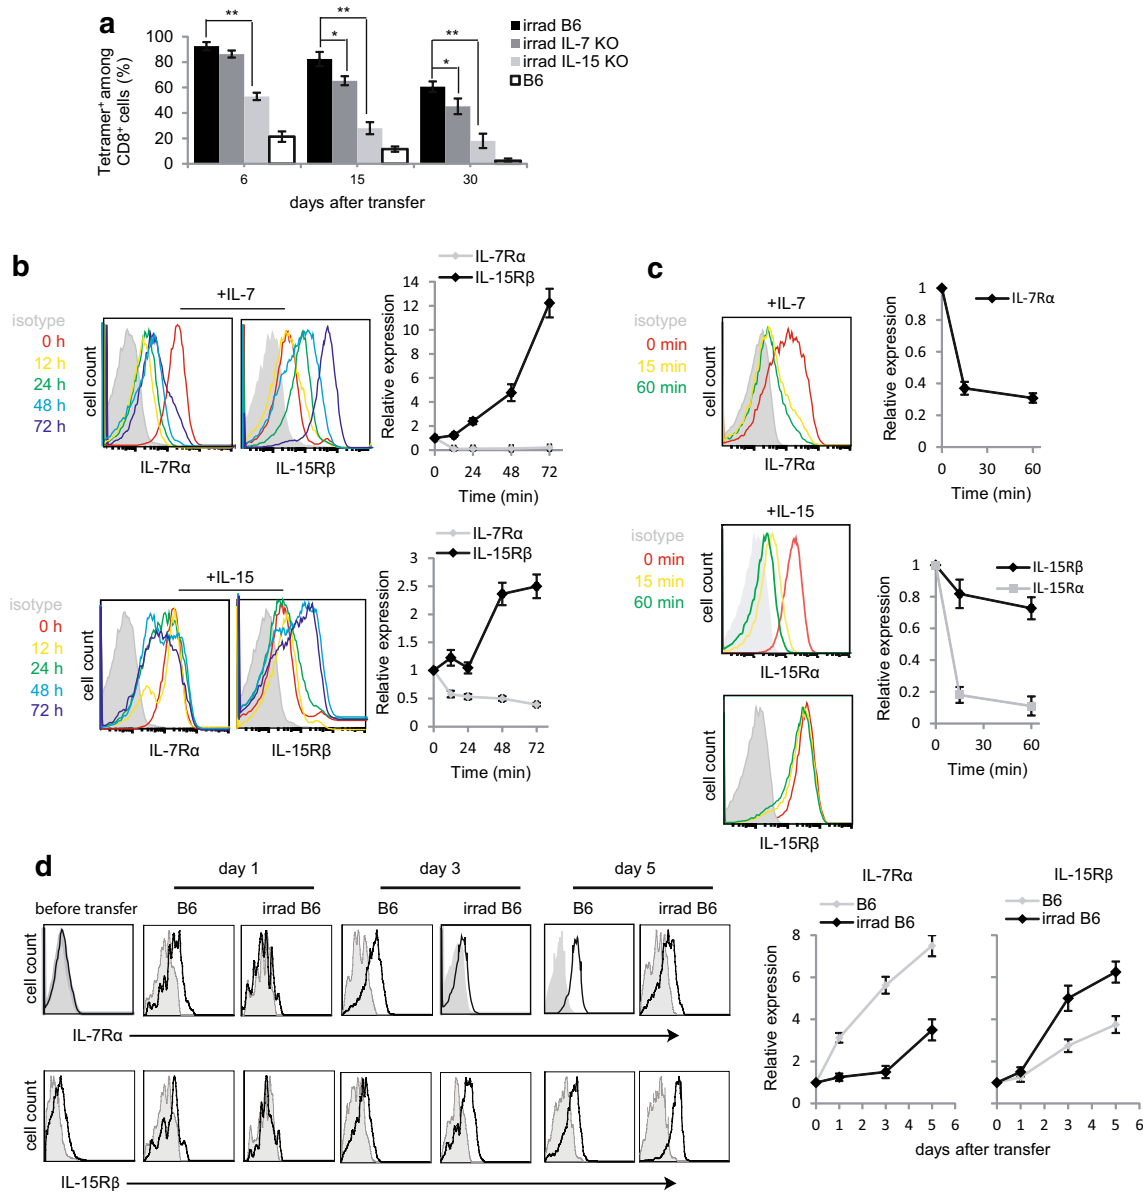 a
** ** ** * *
irrad B6
irrad IL-7 KO
irrad IL-15 KO
B6
Tetramer⁺ among
CD8⁺ cells (%)
100
80
60
40
20
0
6 15 30
days after transfer
b
+IL-7
isotype
0 h
12 h
24 h
48 h
72 h
cell count
IL-7Rα IL-15Rβ
IL-7Rα
IL-15Rβ
Relative expression
14
12
10
8
6
4
2
0
0 24 48 72
Time (min)
+IL-15
isotype
0 h
12 h
24 h
48 h
72 h
cell count
IL-7Rα IL-15Rβ
IL-7Rα
IL-15Rβ
Relative expression
3
2.5
2
1.5
1
0.5
0
0 24 48 72
Time (min)
c
+IL-7
isotype
0 min
15 min
60 min
cell count
IL-7Rα
IL-7Rα
Relative expression
1
0.8
0.6
0.4
0.2
0
0 30 60
Time (min)
+IL-15
isotype
0 min
15 min
60 min
cell count
IL-15Rα
cell count
IL-15Rβ
IL-15Rβ
IL-15Rα
Relative expression
1
0.8
0.6
0.4
0.2
0
0 30 60
Time (min)
d
day 1 day 3 day 5
before transfer B6 irrad B6 B6 irrad B6 B6 irrad B6
cell count
IL-7Rα
cell count
IL-15Rβ
IL-7Rα
B6
irrad B6
IL-15Rβ
B6
irrad B6
Relative expression
8
6
4
2
0
0 1 2 3 4 5 6
0 1 2 3 4 5 6
days after transfer